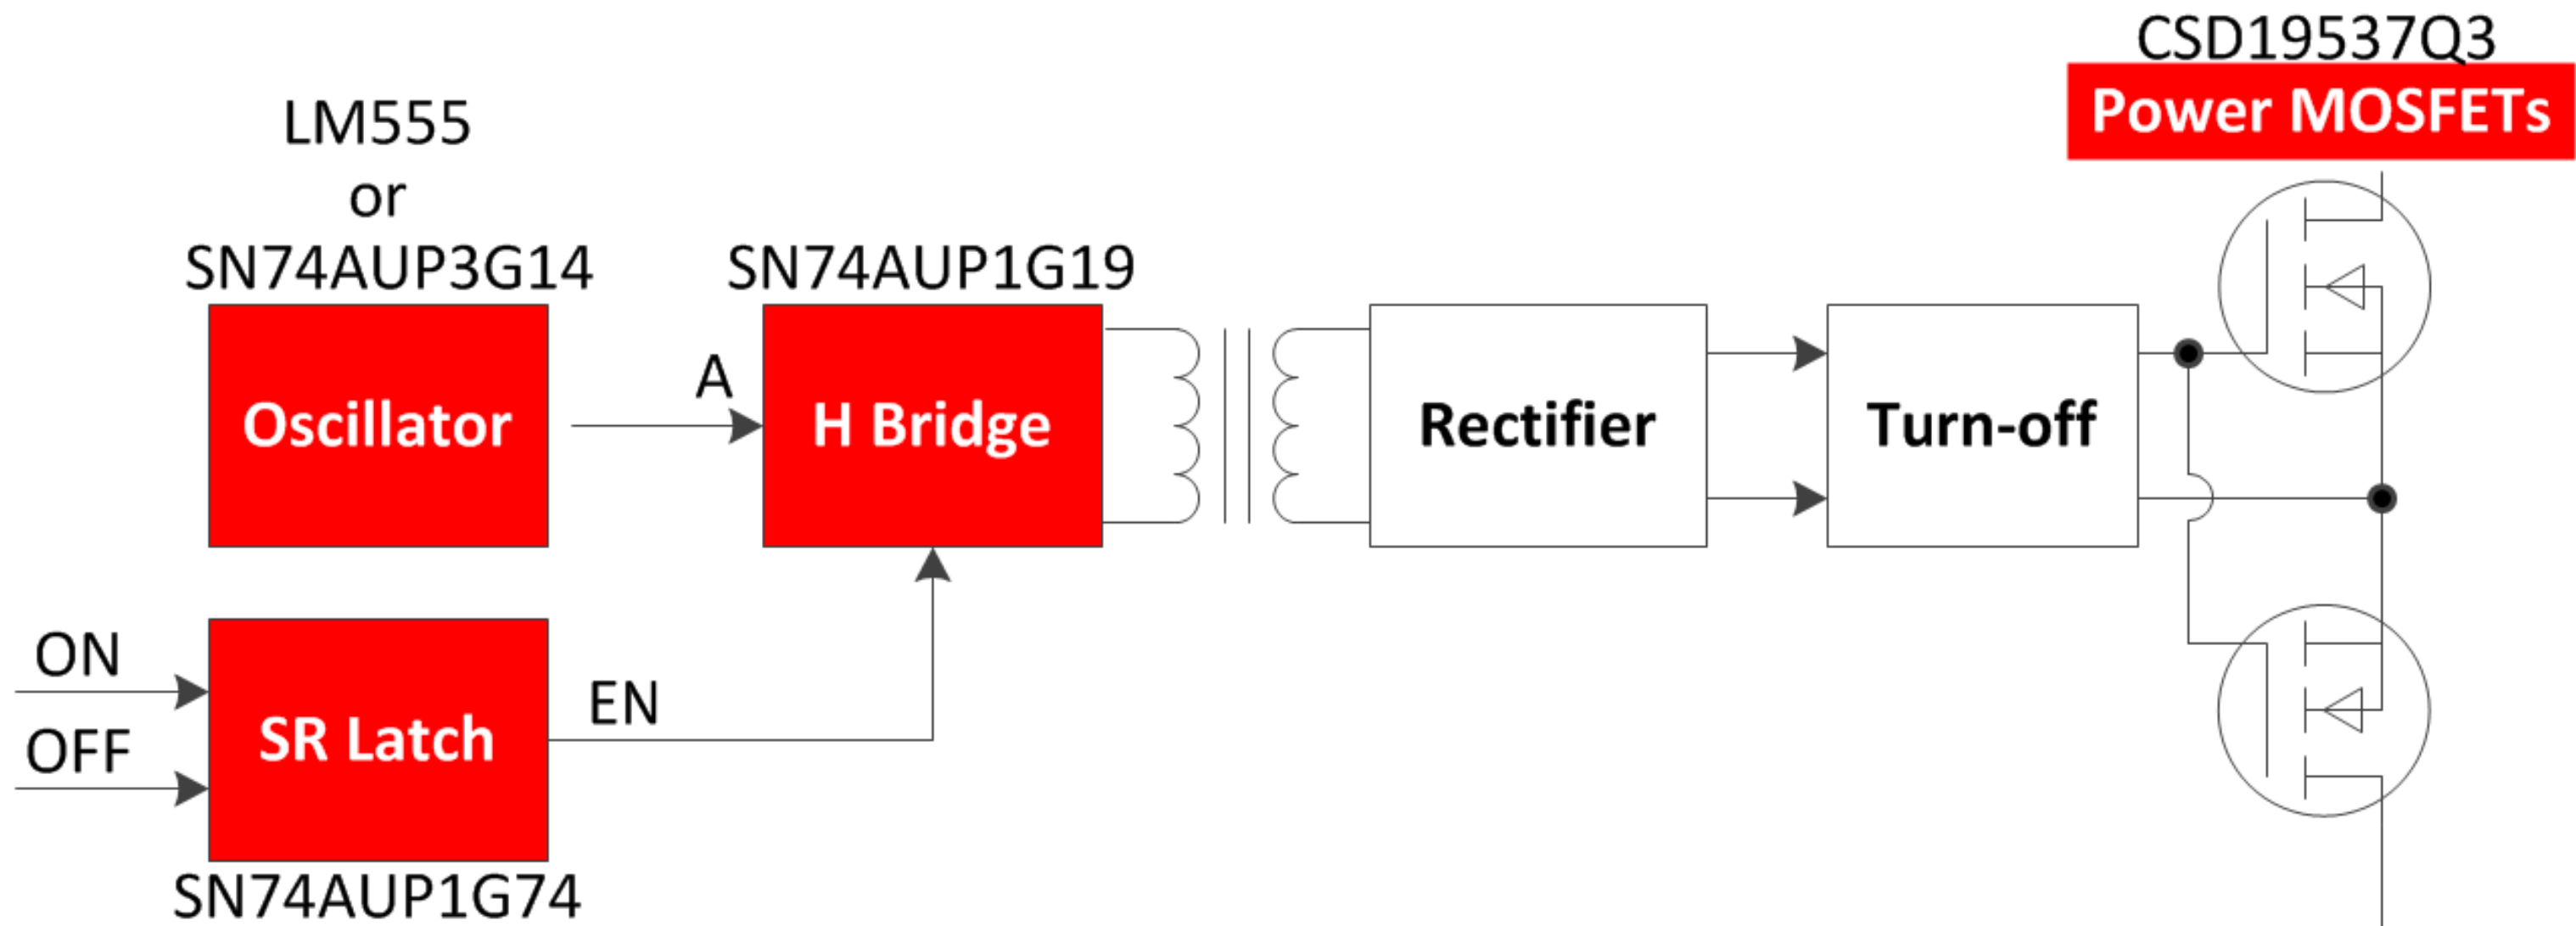 CSD19537Q3
Power MOSFETs
LM555
or
SN74AUP3G14
SN74AUP1G19
Oscillator
A
H Bridge
Rectifier
Turn-off
ON
OFF
SR Latch
EN
SN74AUP1G74